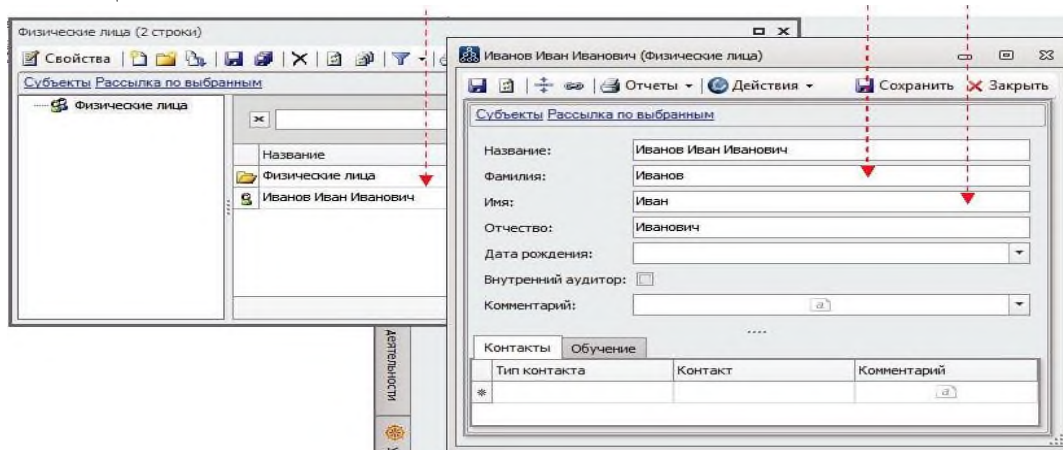 Физические лица (2 строки)
Свойства
Субъекты Рассылка по выбранным
Физические лица
Название
Физические лица
Иванов Иван Иванович
Иванов Иван Иванович (Физические лица)
Отчеты Действия Сохранить Закрыть
Субъекты Рассылка по выбранным
Название: Иванов Иван Иванович
Фамилия: Иванов
Имя: Иван
Отчество: Иванович
Дата рождения:
Внутренний аудитор:
Комментарий: a
Контакты Обучение
Тип контакта Контакт Комментарий
a
деятельности